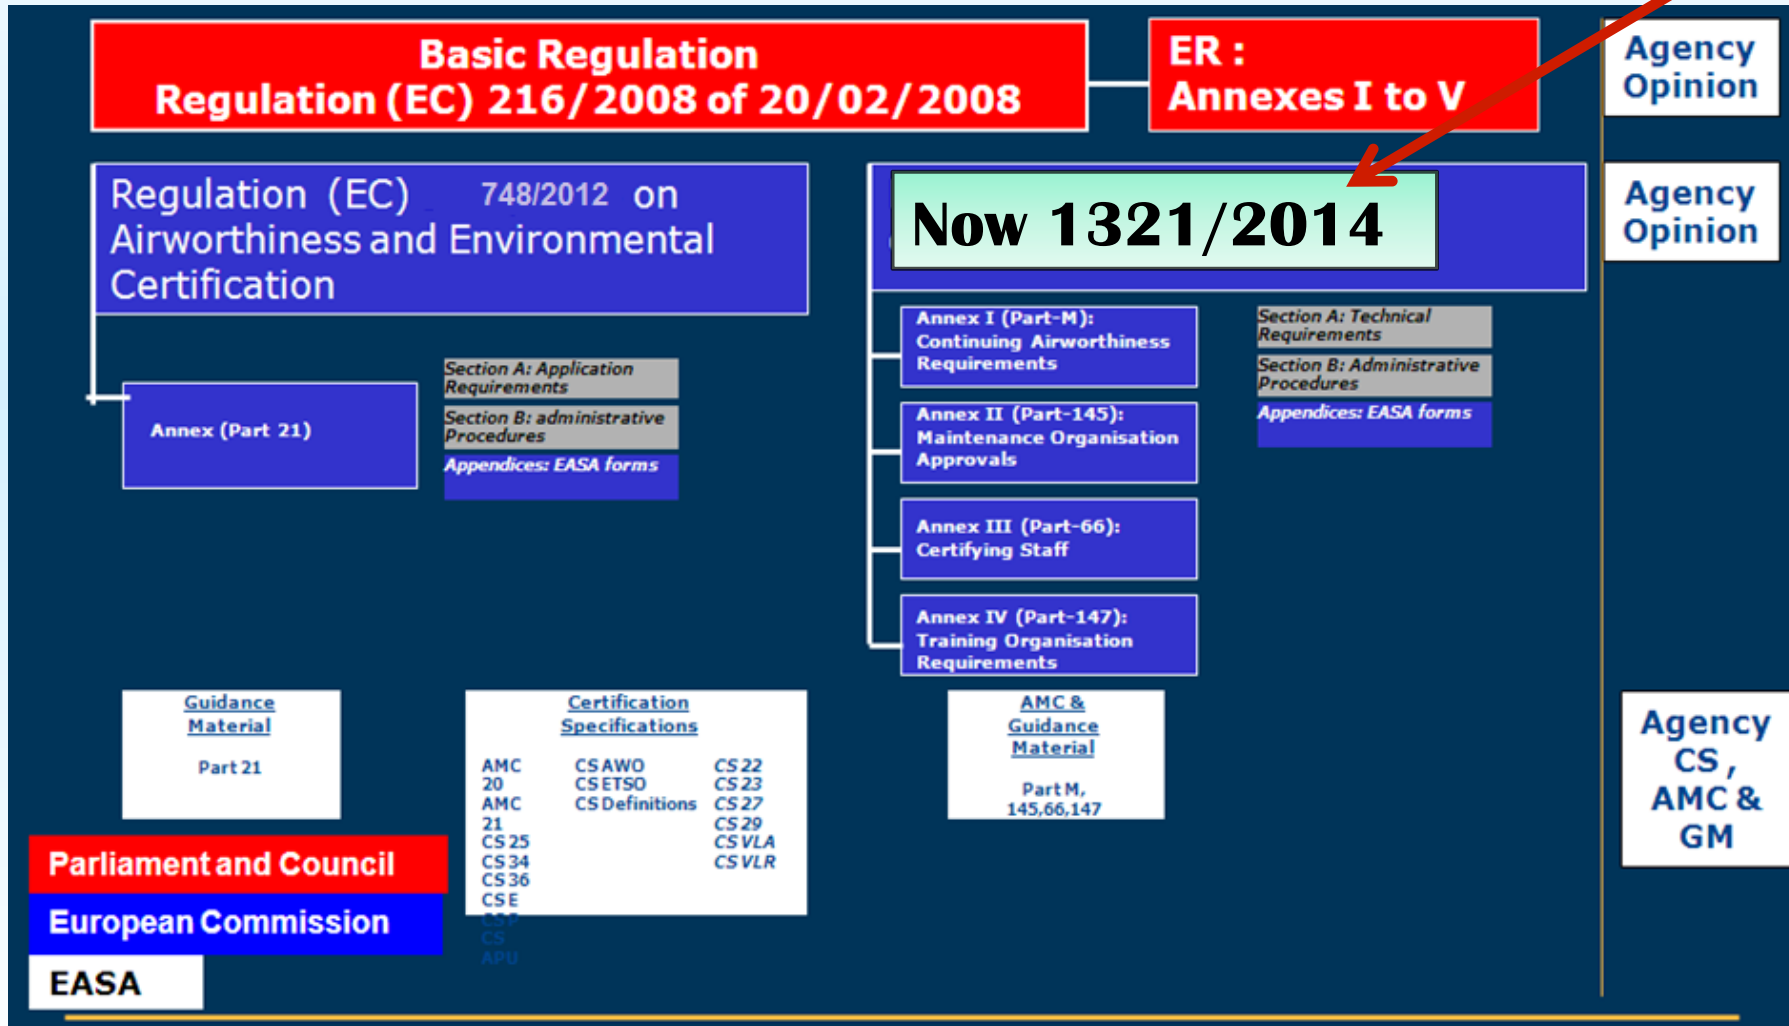 Basic Regulation
Regulation (EC) 216/2008 of 20/02/2008
ER :
Annexes I to V
Agency
Opinion
Regulation (EC) 748/2012 on
Airworthiness and Environmental
Certification
Now 1321/2014
Agency
Opinion
Annex (Part 21)
Section A: Application
Requirements
Section B: administrative
Procedures
Appendices: EASA forms
Annex I (Part-M):
Continuing Airworthiness
Requirements
Annex II (Part-145):
Maintenance Organisation
Approvals
Annex III (Part-66):
Certifying Staff
Annex IV (Part-147):
Training Organisation
Requirements
Section A: Technical
Requirements
Section B: Administrative
Procedures
Appendices: EASA forms
Guidance
Material
Part 21
Certification
Specifications
AMC
20
AMC
21
CS 25
CS 34
CS 36
CS E
CS P
CS
APU
CS AWO
CS ETSO
CS Definitions
CS 22
CS 23
CS 27
CS 29
CS VLA
CS VLR
AMC &
Guidance
Material
Part M,
145,66,147
Agency
CS ,
AMC &
GM
Parliament and Council
European Commission
EASA